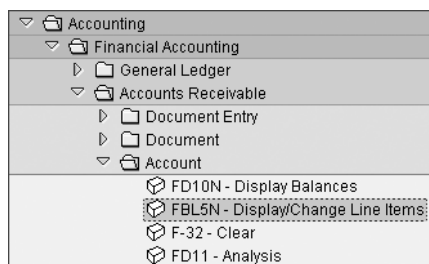 Accounting
Financial Accounting
General Ledger
Accounts Receivable
Document Entry
Document
Account
FD10N - Display Balances
FBL5N - Display/Change Line Items
F-32 - Clear
FD11 - Analysis